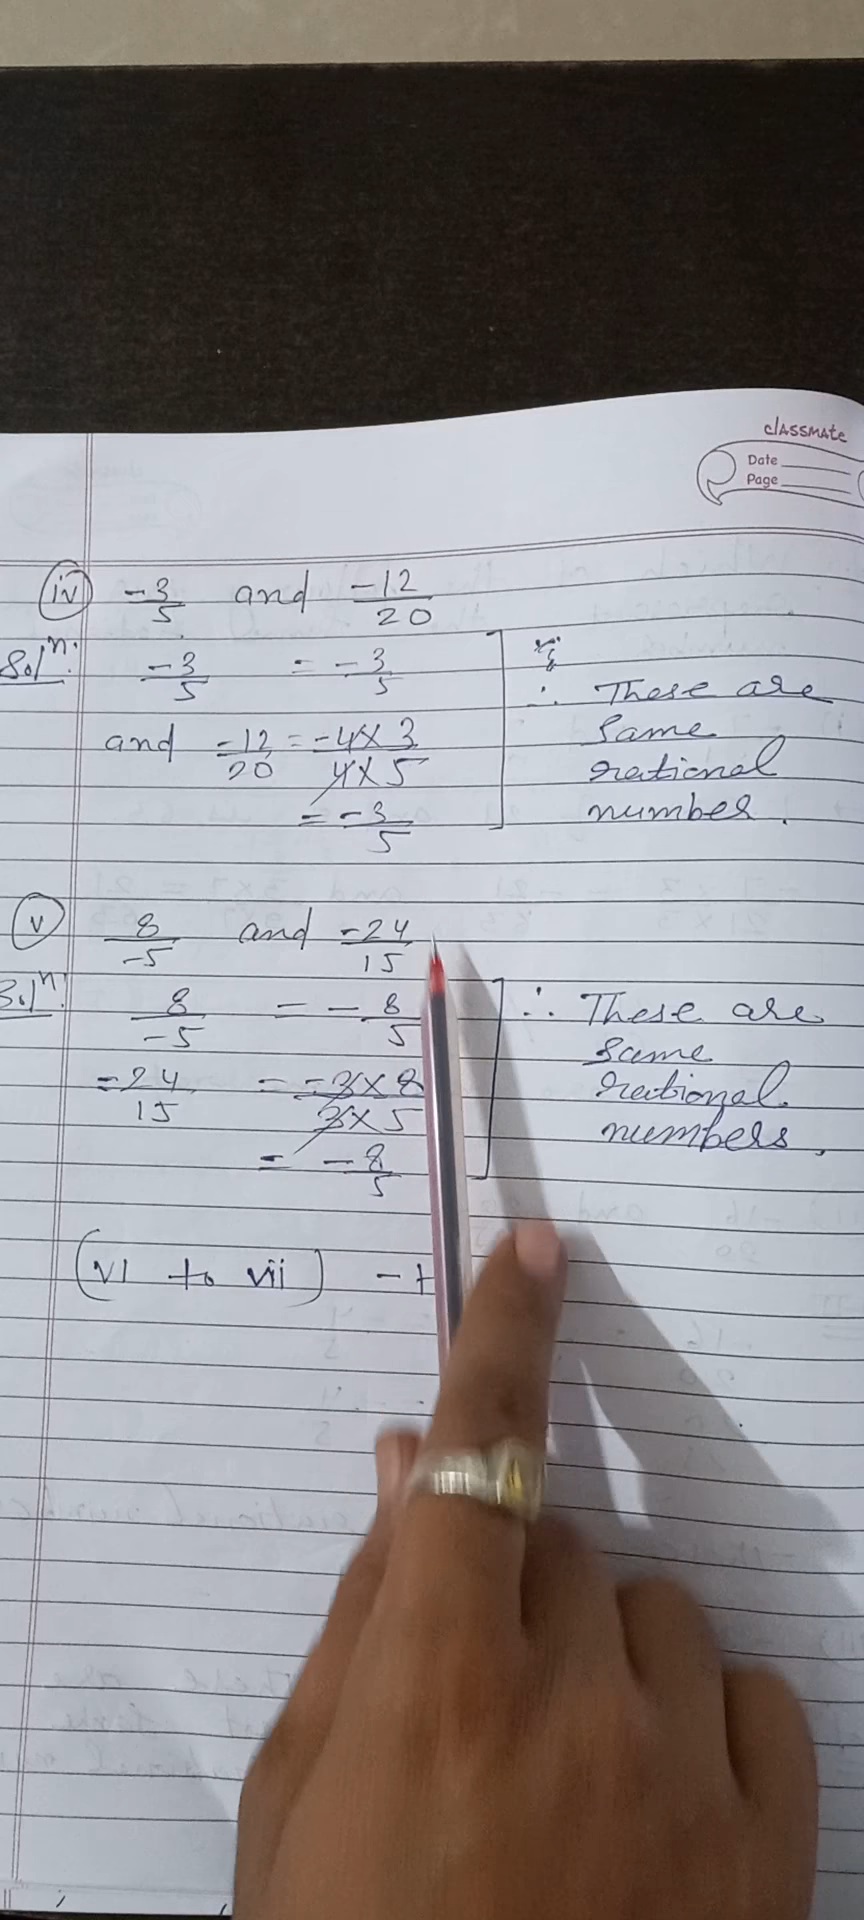 classmate
Date
Page
(iv) -3/5 and -12/20
Solⁿ: -3/5 = -3/5
and -12/20 = -4×3/4×5
= -3/5
∴ These are
same
rational
number.
(v) 8/-5 and -24/15
Solⁿ: 8/-5 = -8/5
-24/15 = -3×8/3×5
= -8/5
∴ These are
same
rational
numbers.
(vi to vii) -